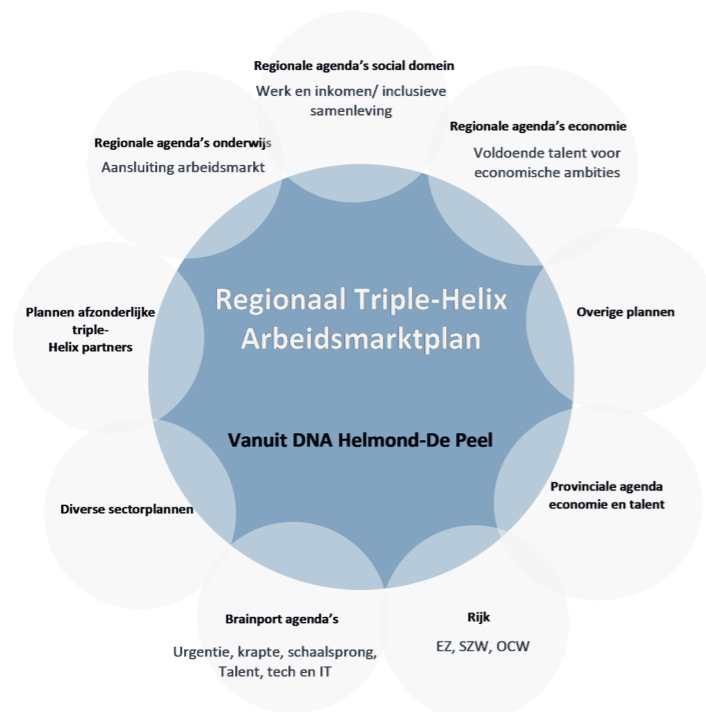 Regionale agenda's social domein
Werk en inkomen/ inclusieve
samenleving
Regionale agenda's economie
Voldoende talent voor
economische ambities
Overige plannen
Provinciale agenda
economie en talent
Rijk
EZ, SZW, OCW
Brainport agenda's
Urgentie, krapte, schaalsprong,
Talent, tech en IT
Diverse sectorplannen
Plannen afzonderlijke
triple-
Helix partners
Regionale agenda's onderwijs
Aansluiting arbeidsmarkt
Regionaal Triple-Helix
Arbeidsmarktplan
Vanuit DNA Helmond-De Peel